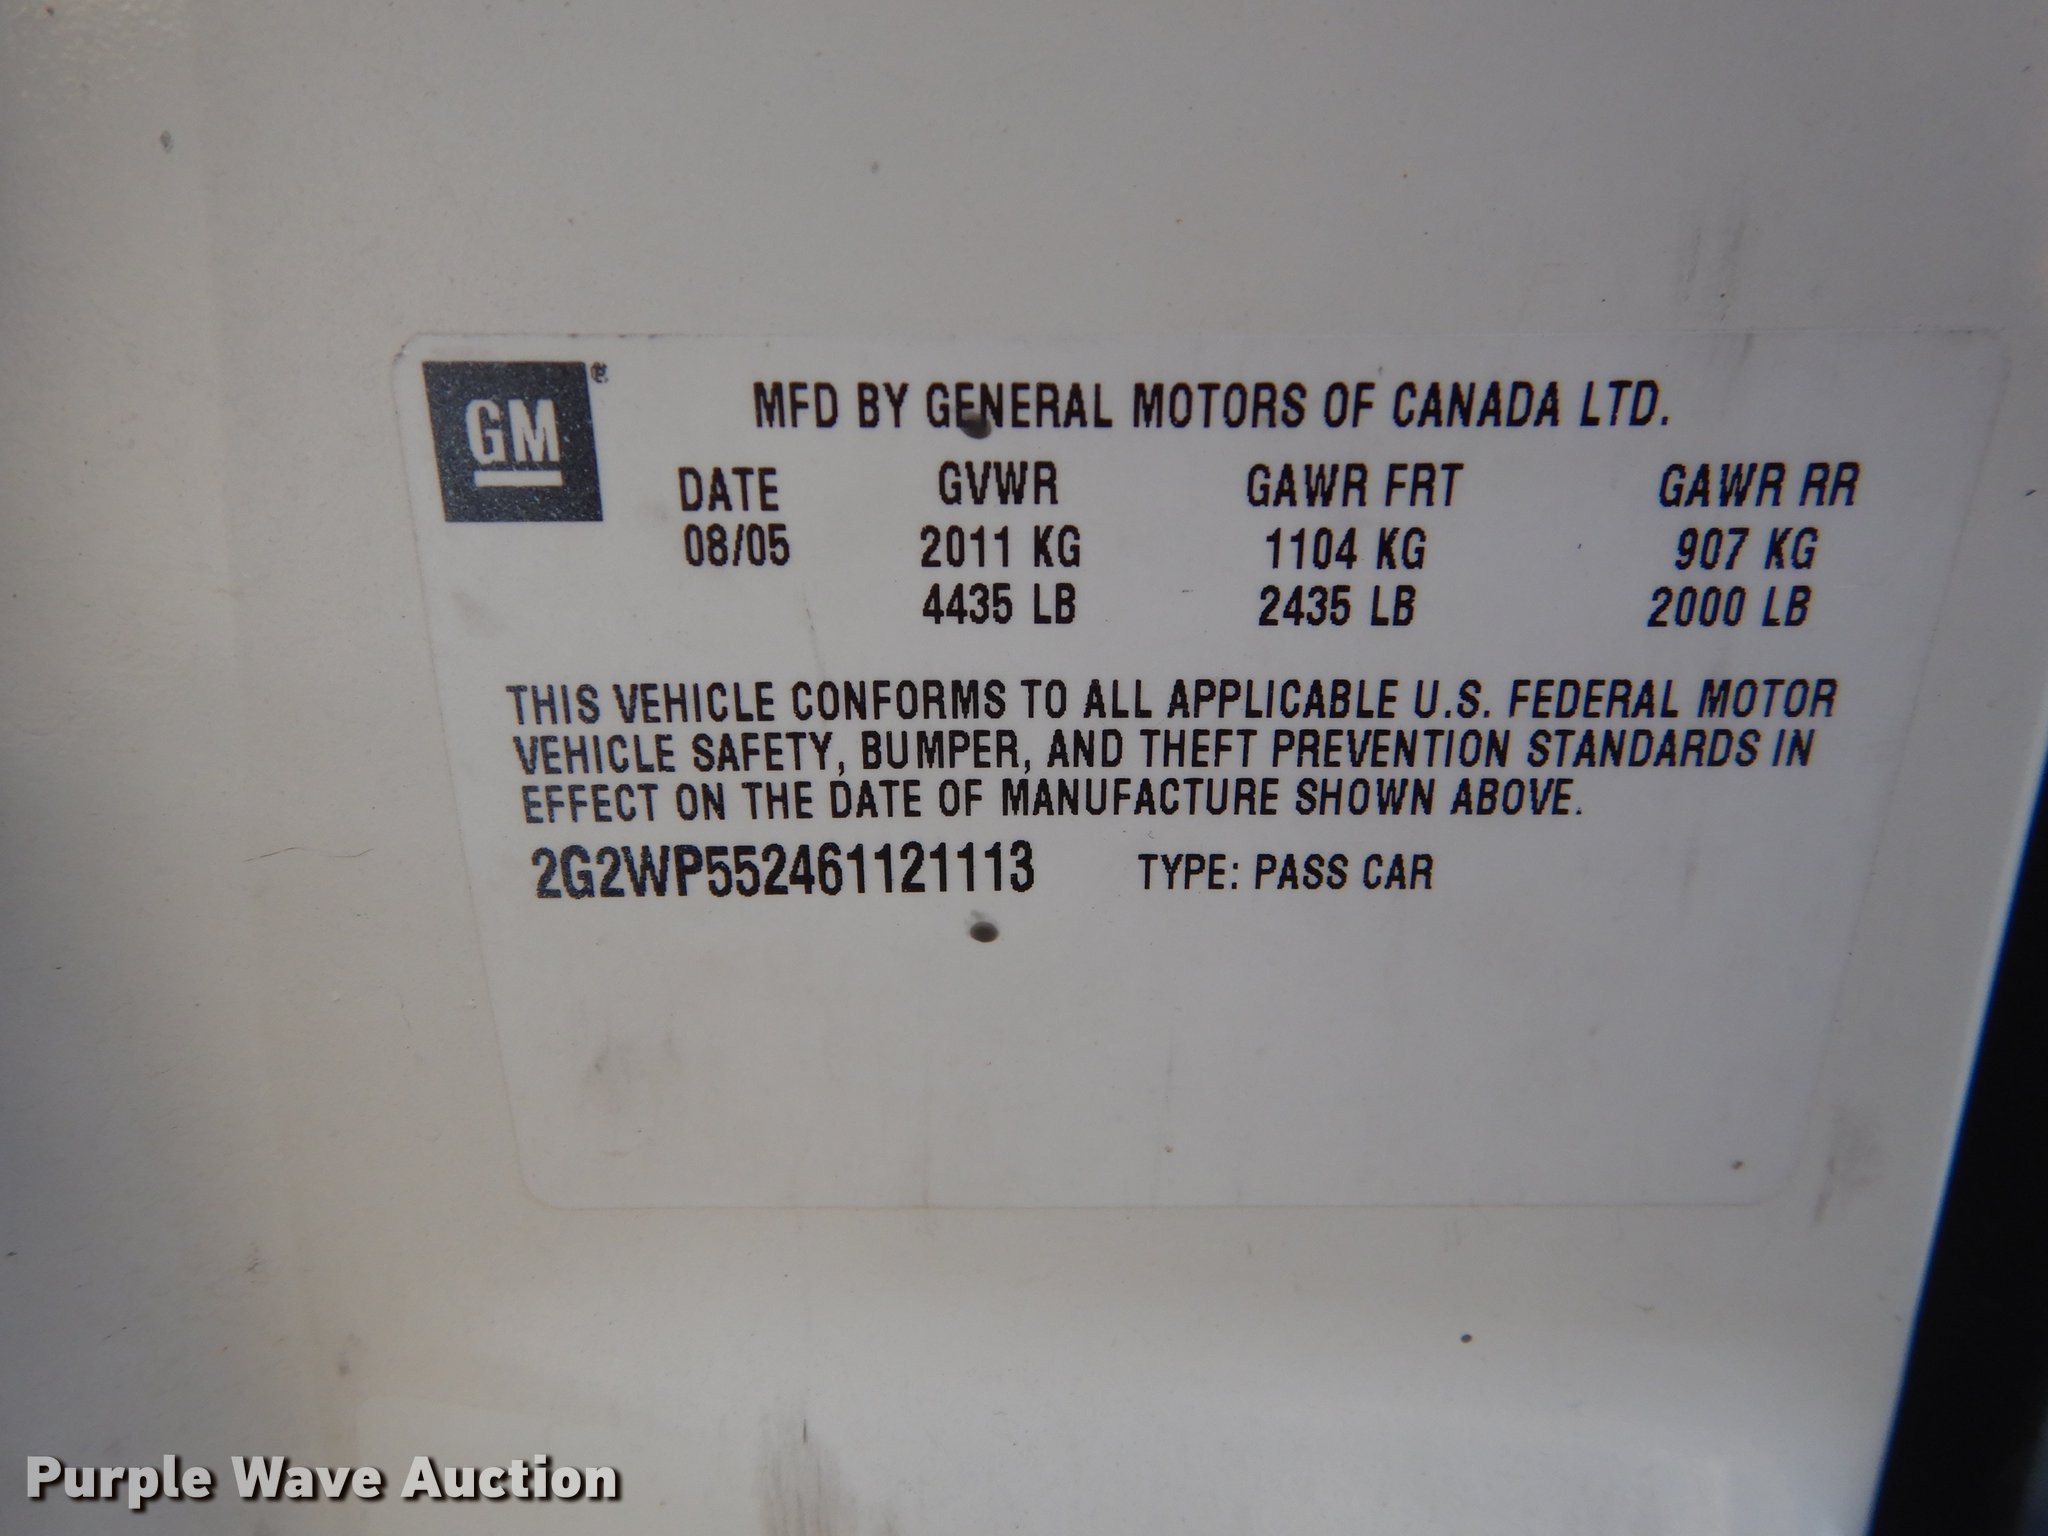 GM®
MFD BY GENERAL MOTORS OF CANADA LTD.
DATE GVWR GAWR FRT GAWR RR
08/05 2011 KG 1104 KG 907 KG
4435 LB 2435 LB 2000 LB
THIS VEHICLE CONFORMS TO ALL APPLICABLE U.S. FEDERAL MOTOR
VEHICLE SAFETY, BUMPER, AND THEFT PREVENTION STANDARDS IN
EFFECT ON THE DATE OF MANUFACTURE SHOWN ABOVE.
2G2WP552461121113 TYPE: PASS CAR
Purple Wave Auction